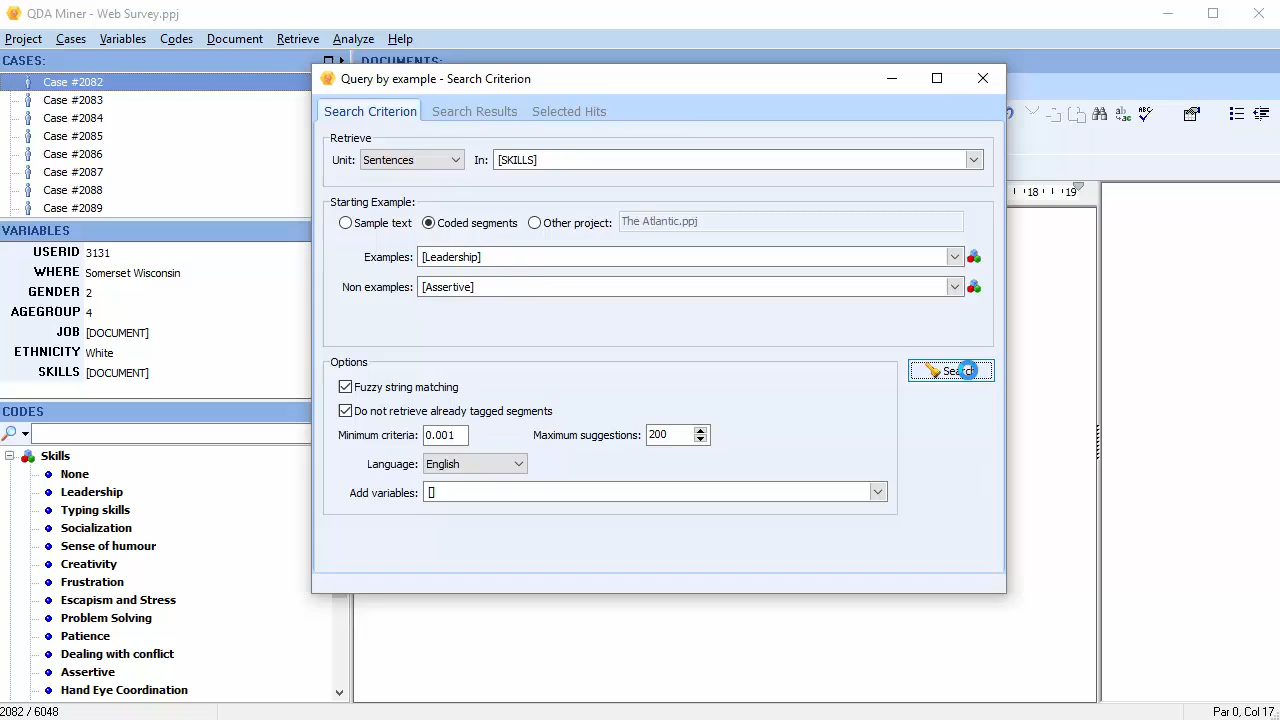 QDA Miner - Web Survey.ppj
Project Cases Variables Codes Document Retrieve Analyze Help
CASES:
Case #2082
Case #2083
Case #2084
Case #2085
Case #2086
Case #2087
Case #2088
Case #2089
VARIABLES
USERID 3131
WHERE Somerset Wisconsin
GENDER 2
AGEGROUP 4
JOB [DOCUMENT]
ETHNICITY White
SKILLS [DOCUMENT]
CODES
Skills
None
Leadership
Typing skills
Socialization
Sense of humour
Creativity
Frustration
Escapism and Stress
Problem Solving
Patience
Dealing with conflict
Assertive
Hand Eye Coordination
DOCUMENTS:
18 19
Query by example - Search Criterion
Search Criterion Search Results Selected Hits
Retrieve
Unit: Sentences In: [SKILLS]
Starting Example:
Sample text Coded segments Other project: The Atlantic.ppj
Examples: [Leadership]
Non examples: [Assertive]
Options
Search
Fuzzy string matching
Do not retrieve already tagged segments
Minimum criteria: 0.001 Maximum suggestions: 200
Language: English
Add variables: []
2082 / 6048
Par 0, Col 17